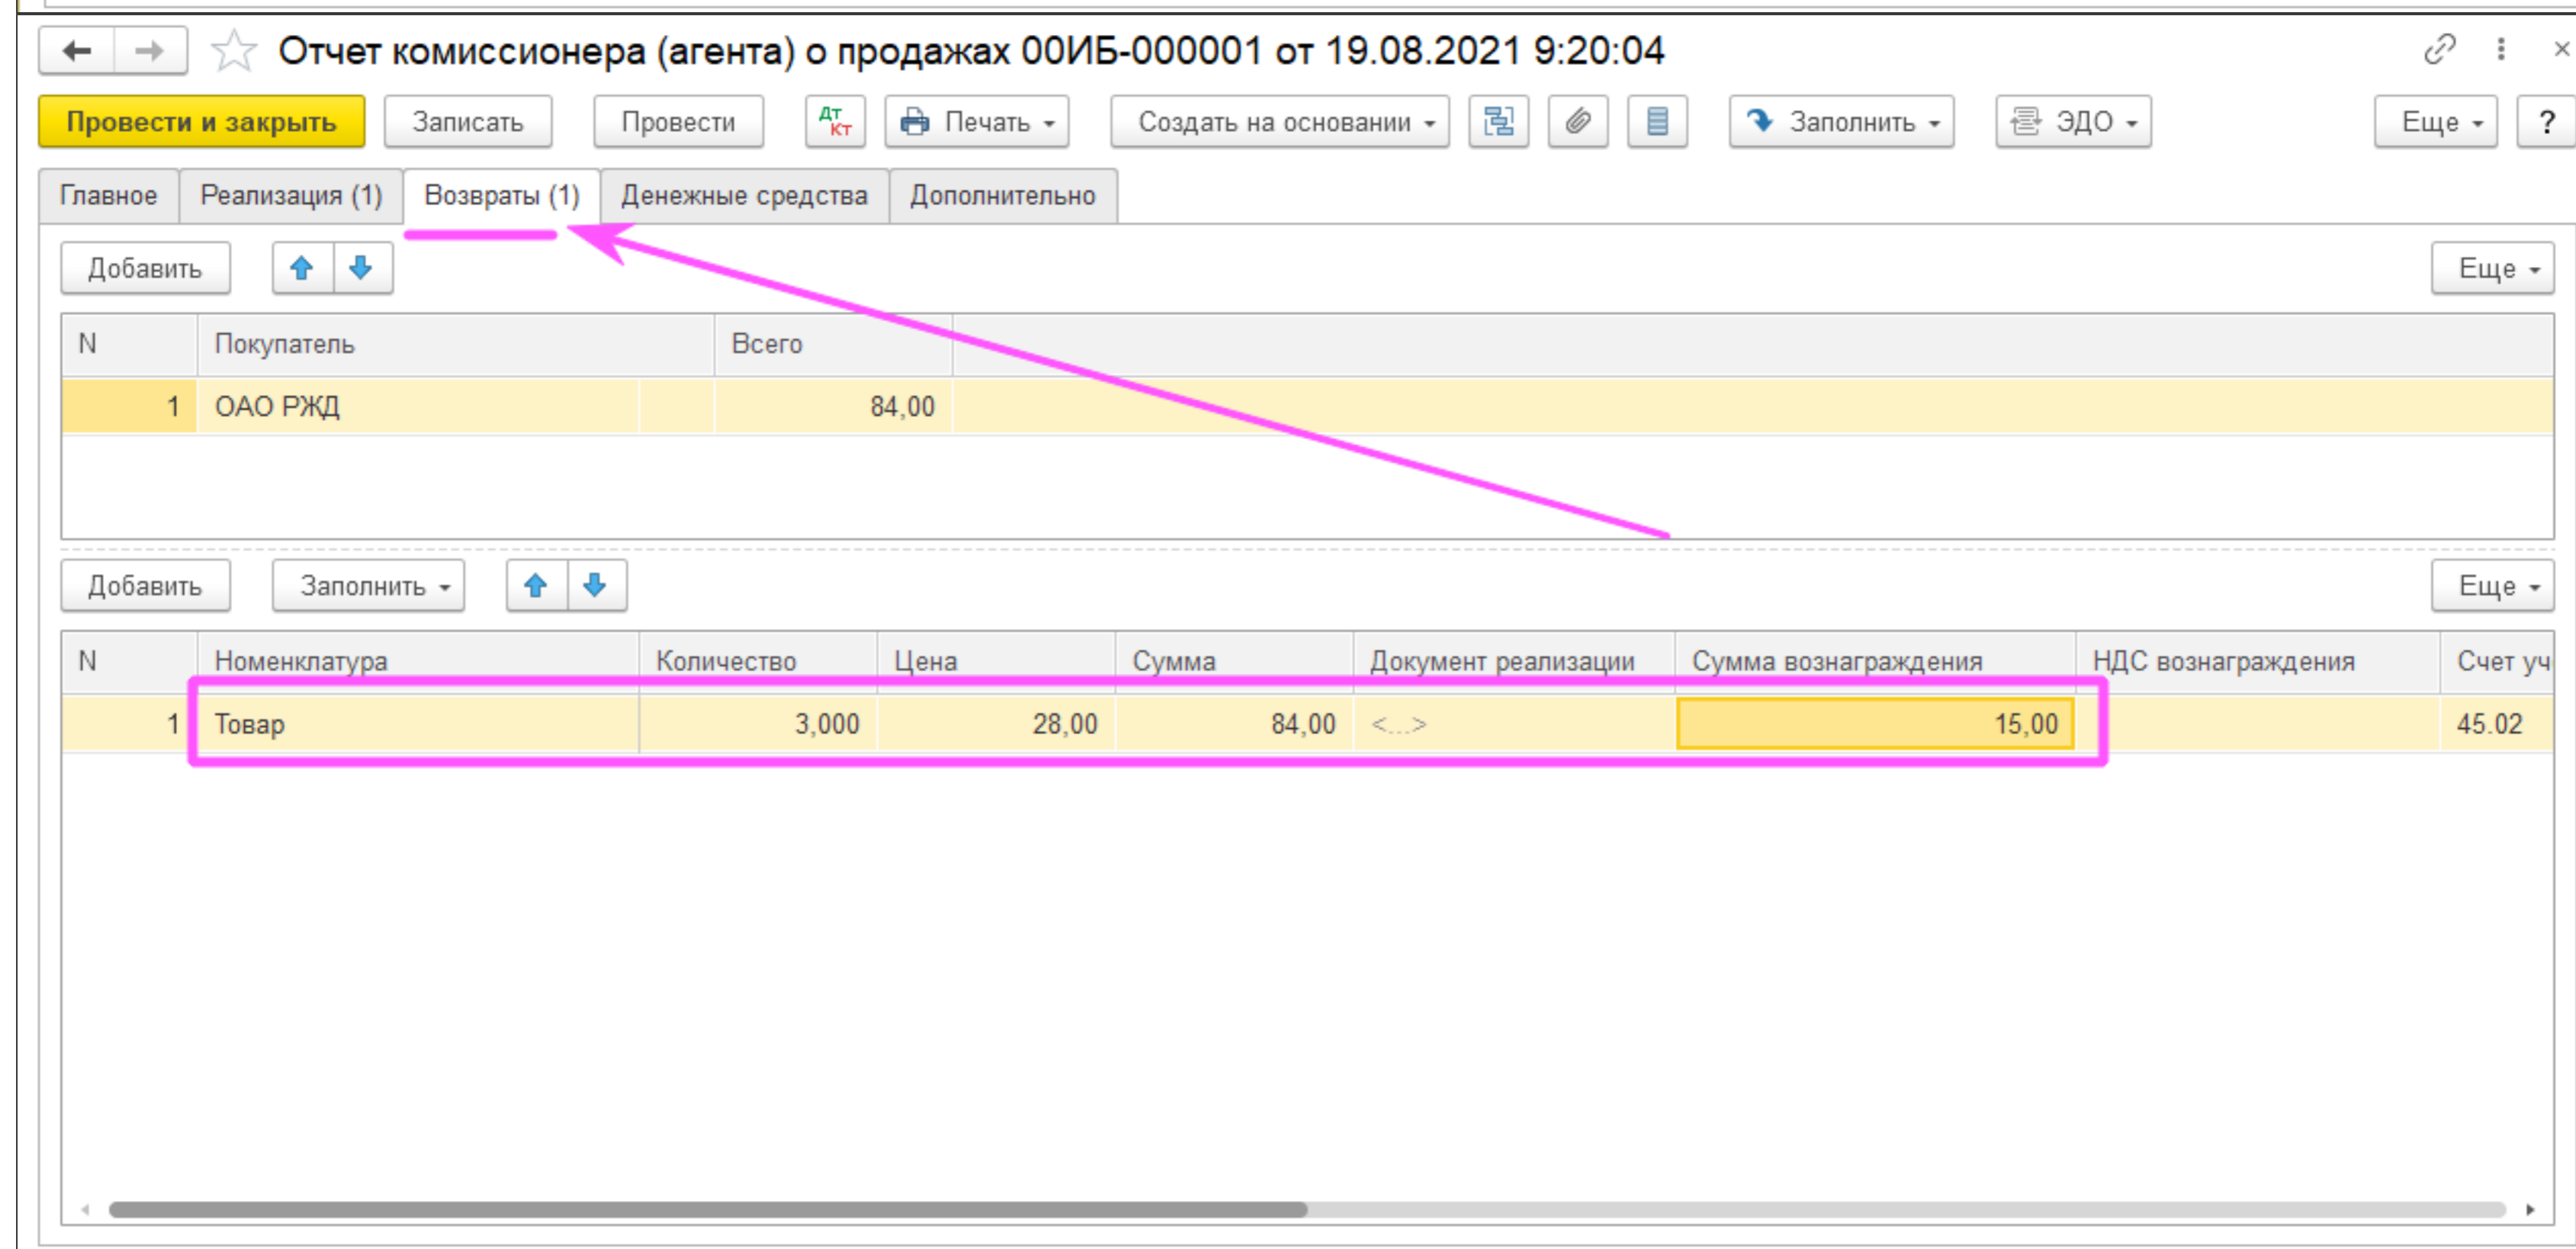 Отчет комиссионера (агента) о продажах 00ИБ-000001 от 19.08.2021 9:20:04
Провести и закрыть Записать Провести Дт Кт Печать Создать на основании Заполнить ЭДО Еще ?
Главное Реализация (1) Возвраты (1) Денежные средства Дополнительно
Добавить Еще
N Покупатель Всего
1 ОАО РЖД 84,00
Добавить Заполнить Еще
N Номенклатура Количество Цена Сумма Документ реализации Сумма вознаграждения НДС вознаграждения Счет уч
1 Товар 3,000 28,00 84,00 <...> 15,00 45.02